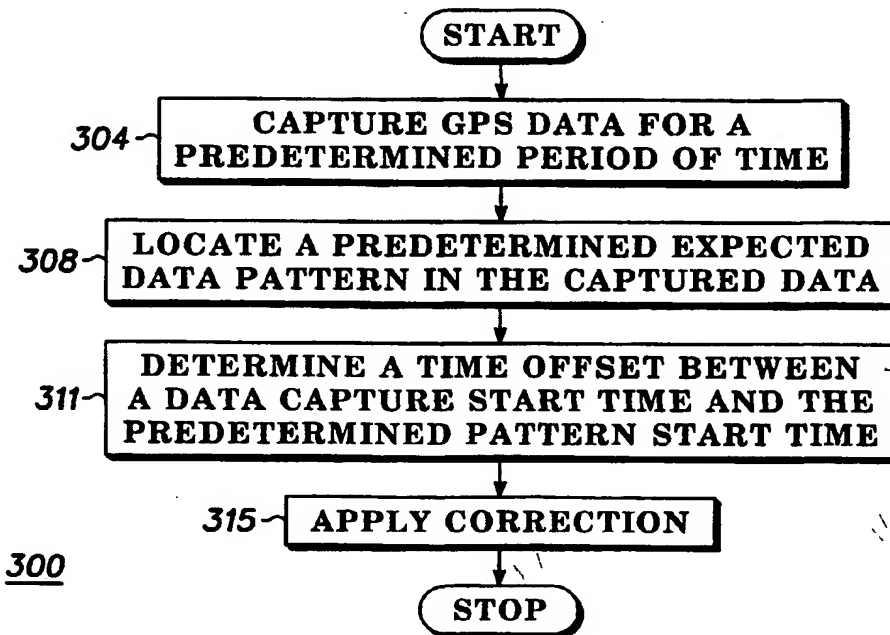 START
304
CAPTURE GPS DATA FOR A
PREDETERMINED PERIOD OF TIME
308
LOCATE A PREDETERMINED EXPECTED
DATA PATTERN IN THE CAPTURED DATA
311
DETERMINE A TIME OFFSET BETWEEN
A DATA CAPTURE START TIME AND THE
PREDETERMINED PATTERN START TIME
315
APPLY CORRECTION
300
STOP